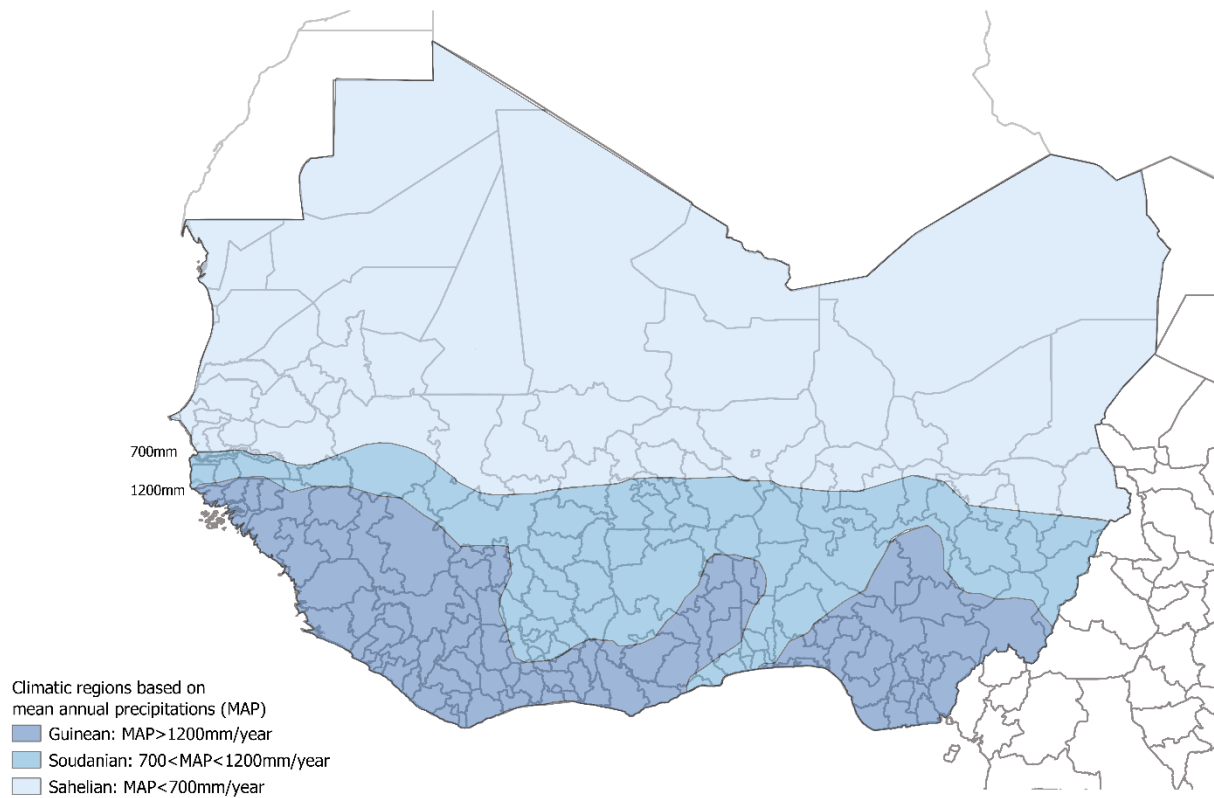 700mm
1200mm
Climatic regions based on
mean annual precipitations (MAP)
Guinean: MAP>1200mm/year
Soudanian: 700<MAP<1200mm/year
Sahelian: MAP<700mm/year